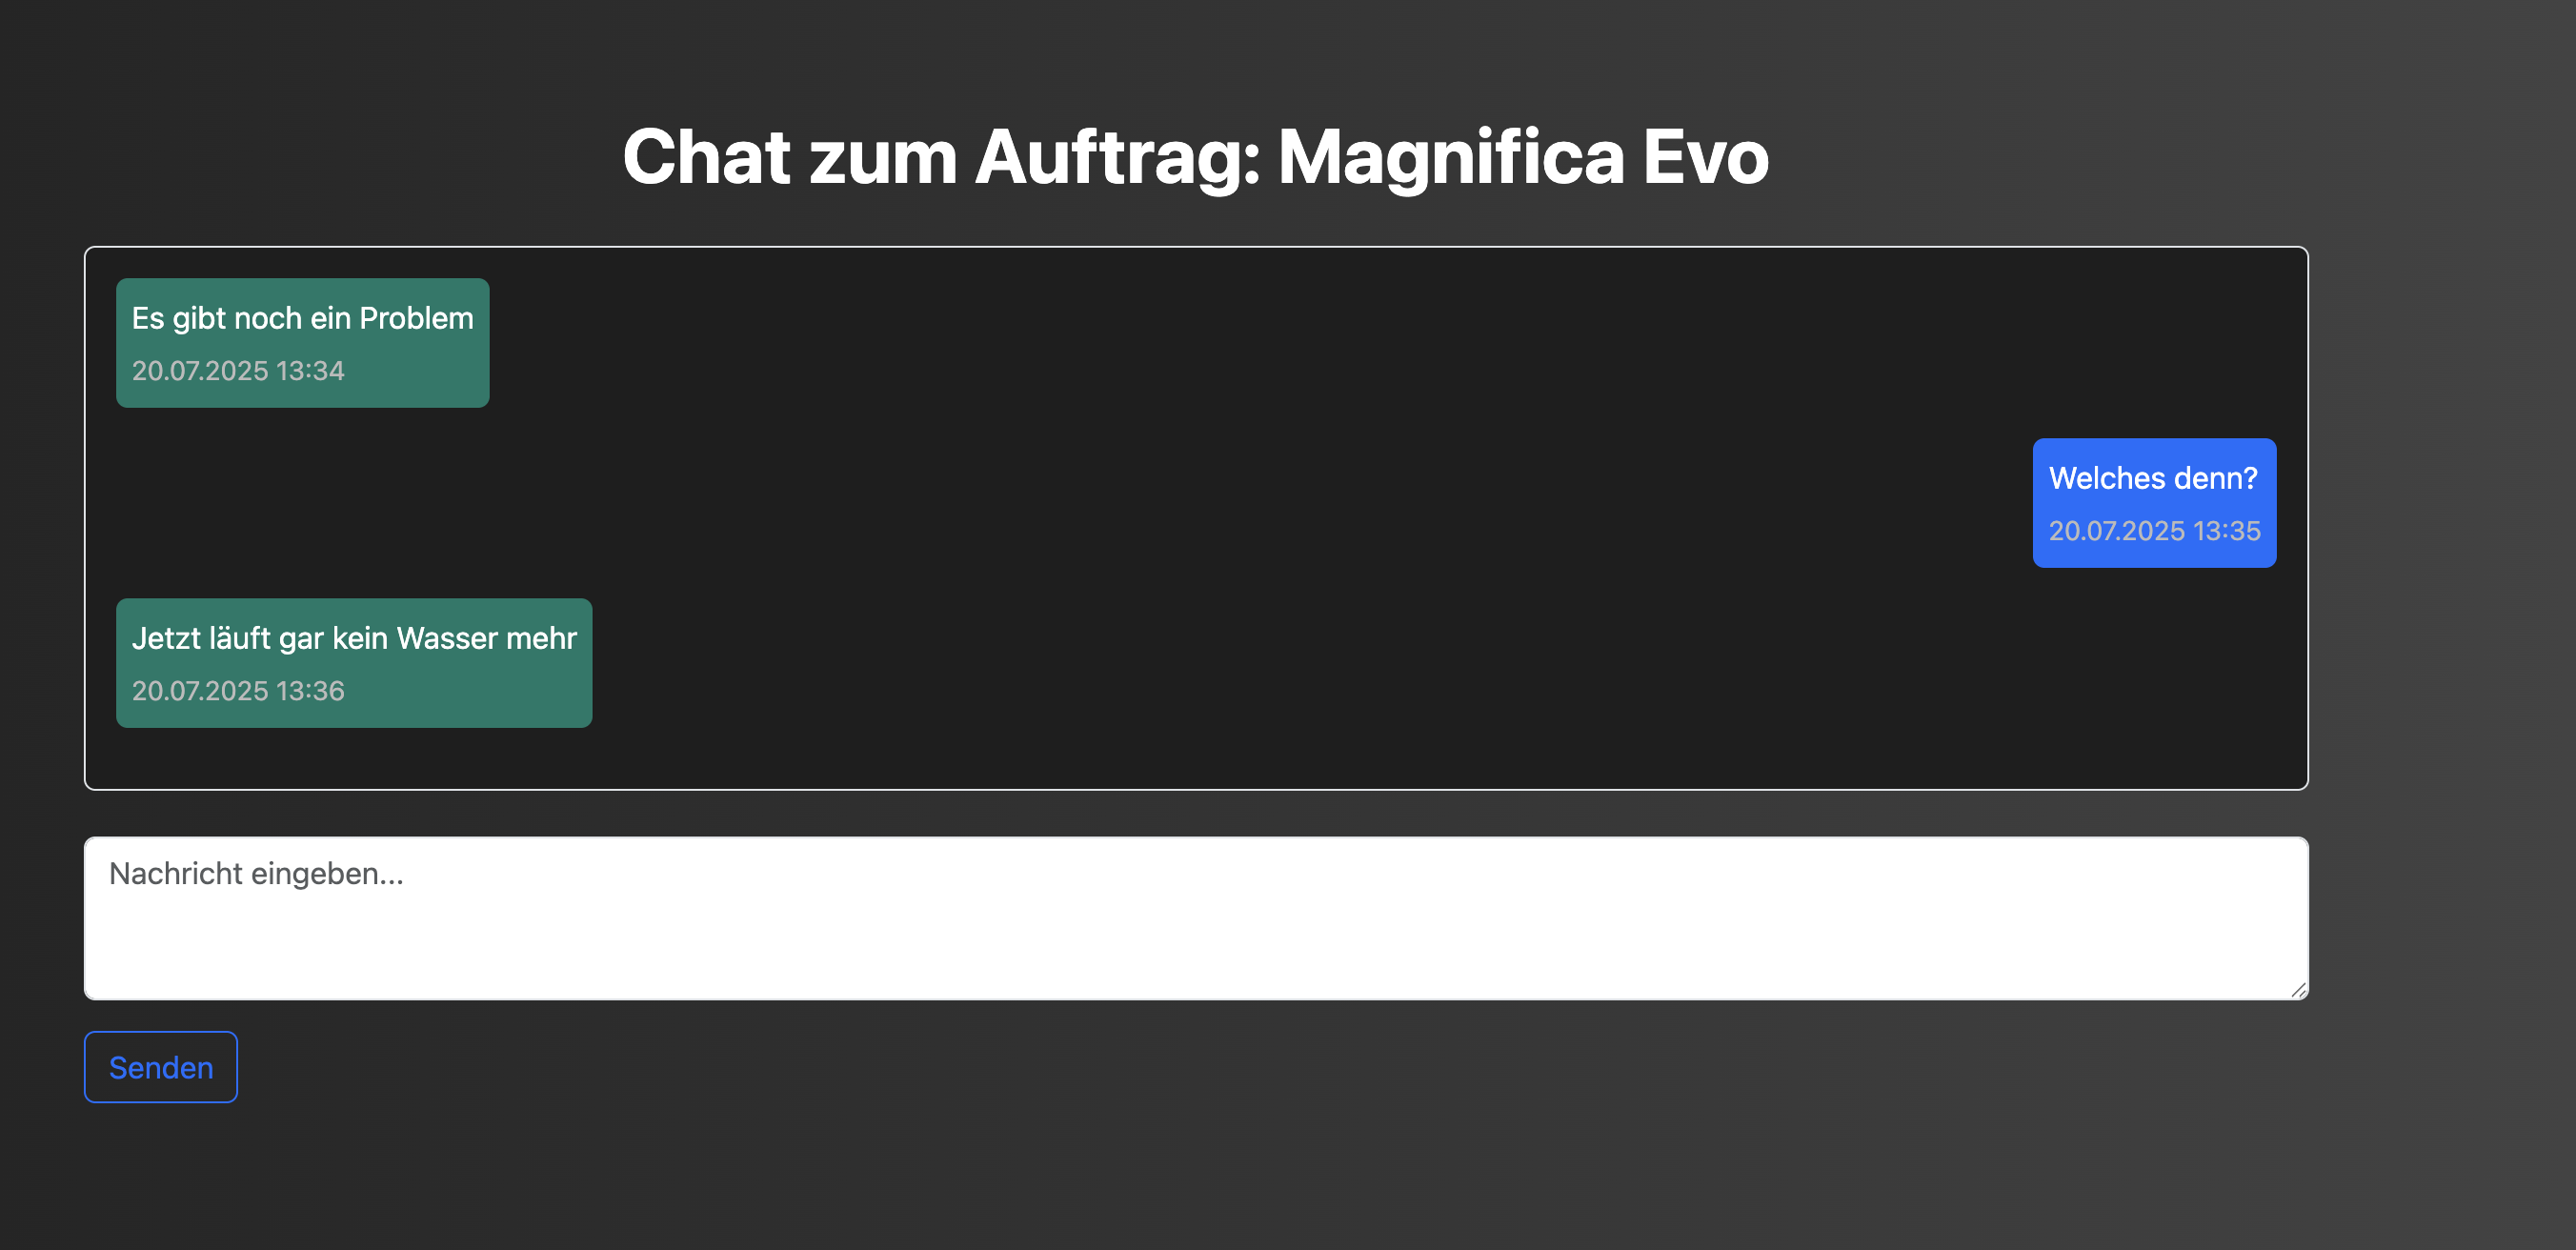 Chat zum Auftrag: Magnifica Evo
Es gibt noch ein Problem
20.07.2025 13:34
Welches denn?
20.07.2025 13:35
Jetzt läuft gar kein Wasser mehr
20.07.2025 13:36
Nachricht eingeben...
Senden